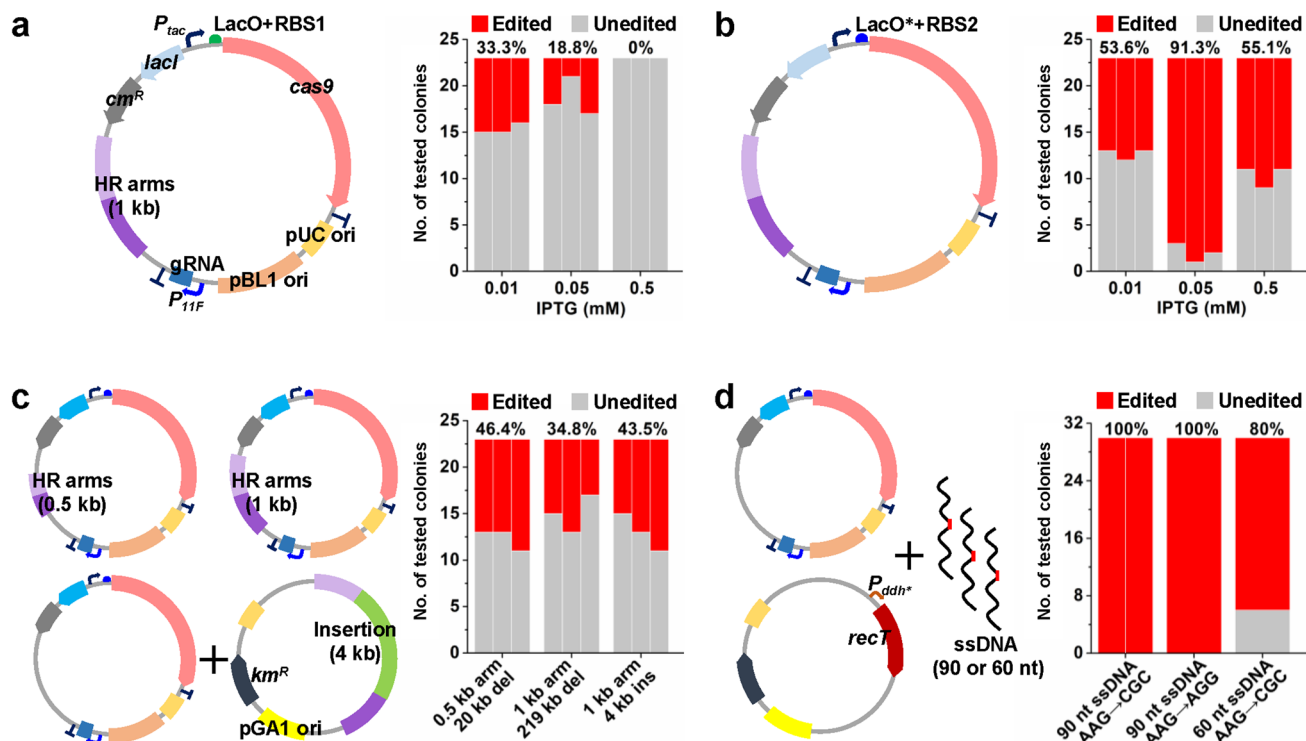 a
P_tac
LacO+RBS1
lacI
cm^R
cas9
HR arms
(1 kb)
pUC ori
gRNA
pBL1 ori
P_11F
Edited
Unedited
33.3%
18.8%
0%
25
20
15
10
5
0
No. of tested colonies
0.01
0.05
0.5
IPTG (mM)
b
LacO*+RBS2
Edited
Unedited
53.6%
91.3%
55.1%
25
20
15
10
5
0
No. of tested colonies
0.01
0.05
0.5
IPTG (mM)
c
HR arms
(0.5 kb)
HR arms
(1 kb)
+
Insertion
(4 kb)
km^R
pGA1 ori
Edited
Unedited
46.4%
34.8%
43.5%
25
20
15
10
5
0
No. of tested colonies
0.5 kb arm
20 kb del
1 kb arm
219 kb del
1 kb arm
4 kb ins
d
+
P_ddh*
recT
ssDNA
(90 or 60 nt)
Edited
Unedited
100%
100%
80%
32
24
16
8
0
No. of tested colonies
90 nt ssDNA
AAG→CGC
90 nt ssDNA
AAG→AGG
60 nt ssDNA
AAG→CGC